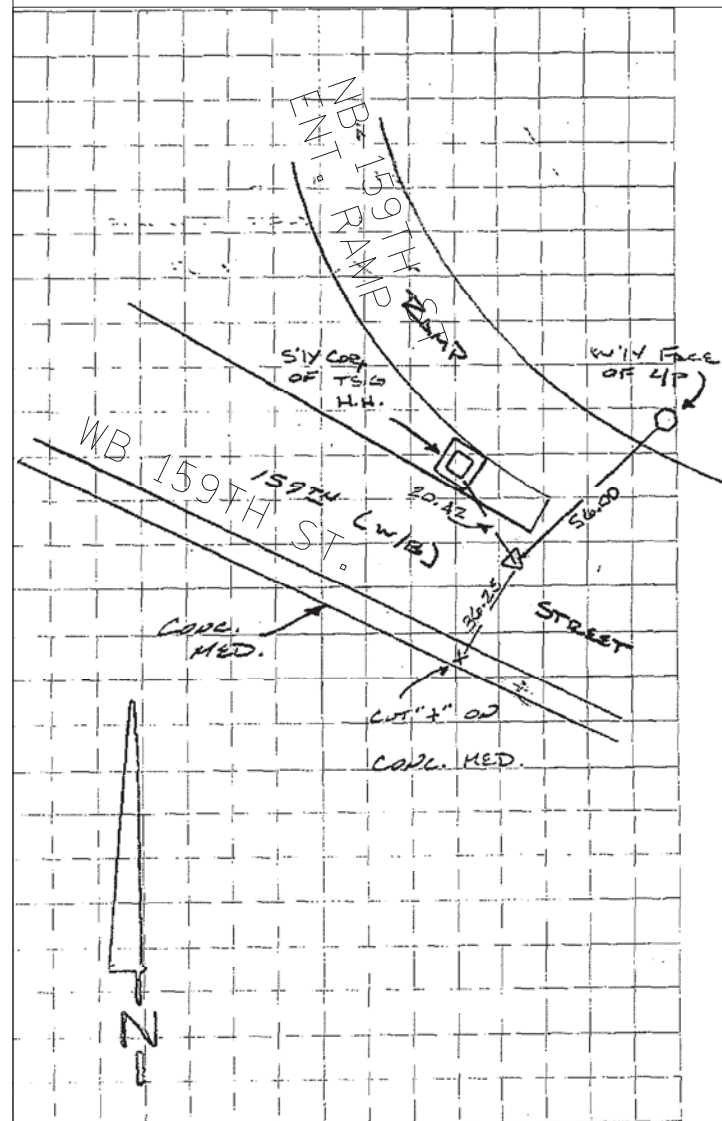 NB 159TH ST
ENT. RAMP
RAMP
S'LY COR.
OF TSG
H.H.
W'LY FACE
OF L/P
WB 159TH ST.
159TH (W/B)
20.42
56.00
36.25
STREET
CONC.
MED.
CUT "+" ON
CONC. MED.
N